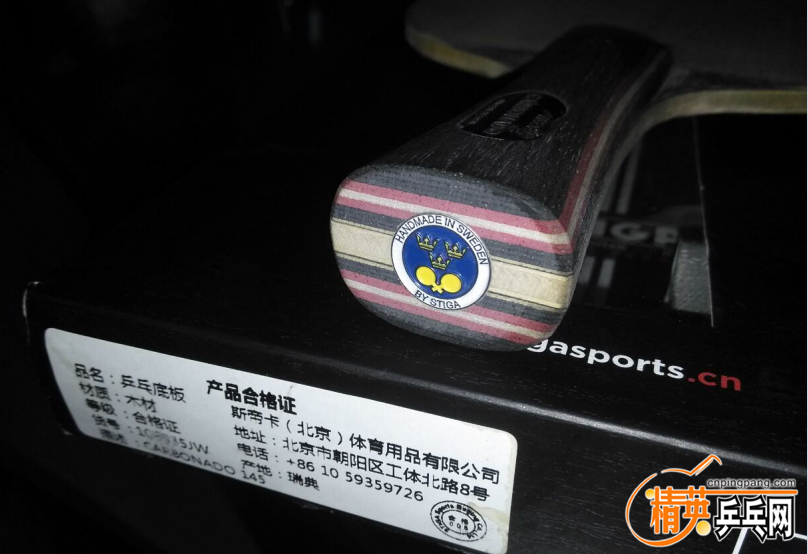 HANDMADE IN SWEDEN
BY STIGA
gasports.cn
产品合格证
品名：乒乓底板
材质：木材
等级：合格证
CARBONADO 145
斯帝卡（北京）体育用品有限公司
地址：北京市朝阳区工体北路8号
电话：+86 10 59359726
产地：瑞典
cnpingpang.com
精英乒乓网